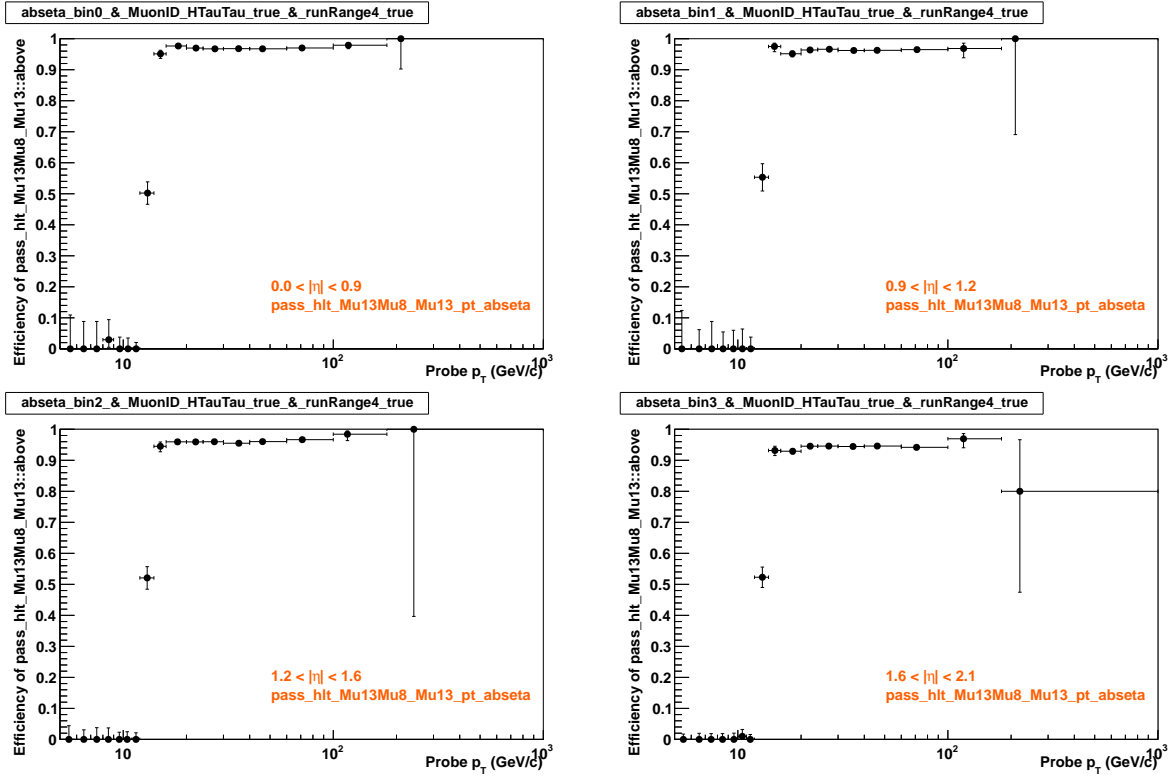 abseta_bin0_&_MuonID_HTauTau_true_&_runRange4_true
Efficiency of pass_hlt_Mu13Mu8_Mu13::above
1
0.9
0.8
0.7
0.6
0.5
0.4
0.3
0.2
0.1
0
0.0 < |η| < 0.9
pass_hlt_Mu13Mu8_Mu13_pt_abseta
10
10²
10³
Probe p_T (GeV/c)
abseta_bin1_&_MuonID_HTauTau_true_&_runRange4_true
Efficiency of pass_hlt_Mu13Mu8_Mu13::above
1
0.9
0.8
0.7
0.6
0.5
0.4
0.3
0.2
0.1
0
0.9 < |η| < 1.2
pass_hlt_Mu13Mu8_Mu13_pt_abseta
10
10²
10³
Probe p_T (GeV/c)
abseta_bin2_&_MuonID_HTauTau_true_&_runRange4_true
Efficiency of pass_hlt_Mu13Mu8_Mu13::above
1
0.9
0.8
0.7
0.6
0.5
0.4
0.3
0.2
0.1
0
1.2 < |η| < 1.6
pass_hlt_Mu13Mu8_Mu13_pt_abseta
10
10²
10³
Probe p_T (GeV/c)
abseta_bin3_&_MuonID_HTauTau_true_&_runRange4_true
Efficiency of pass_hlt_Mu13Mu8_Mu13::above
1
0.9
0.8
0.7
0.6
0.5
0.4
0.3
0.2
0.1
0
1.6 < |η| < 2.1
pass_hlt_Mu13Mu8_Mu13_pt_abseta
10
10²
10³
Probe p_T (GeV/c)